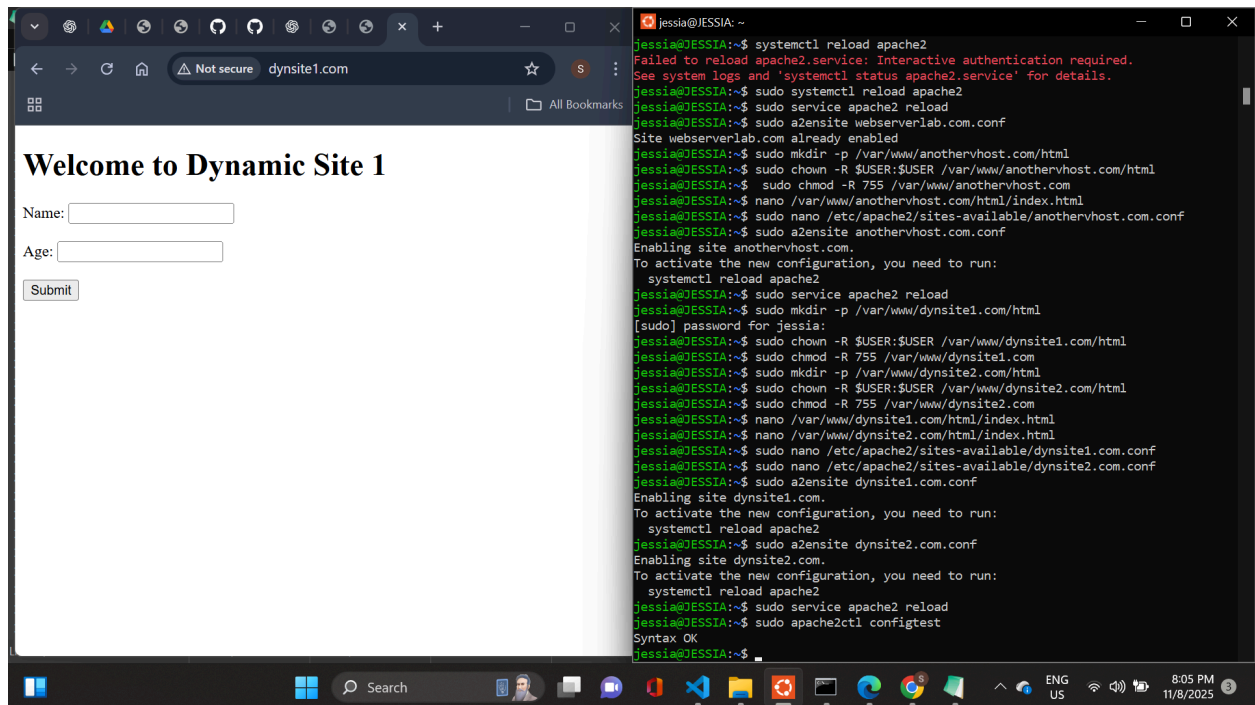 Not secure
dynsite1.com
S
All Bookmarks
Welcome to Dynamic Site 1
Name:
Age:
Submit
jessia@JESSIA: ~
jessia@JESSIA:~$ systemctl reload apache2
Failed to reload apache2.service: Interactive authentication required.
See system logs and 'systemctl status apache2.service' for details.
jessia@JESSIA:~$ sudo systemctl reload apache2
jessia@JESSIA:~$ sudo service apache2 reload
jessia@JESSIA:~$ sudo a2ensite webserverlab.com.conf
Site webserverlab.com already enabled
jessia@JESSIA:~$ sudo mkdir -p /var/www/anothervhost.com/html
jessia@JESSIA:~$ sudo chown -R $USER:$USER /var/www/anothervhost.com/html
jessia@JESSIA:~$  sudo chmod -R 755 /var/www/anothervhost.com
jessia@JESSIA:~$ nano /var/www/anothervhost.com/html/index.html
jessia@JESSIA:~$ sudo nano /etc/apache2/sites-available/anothervhost.com.conf
jessia@JESSIA:~$ sudo a2ensite anothervhost.com.conf
Enabling site anothervhost.com.
To activate the new configuration, you need to run:
  systemctl reload apache2
jessia@JESSIA:~$ sudo service apache2 reload
jessia@JESSIA:~$ sudo mkdir -p /var/www/dynsite1.com/html
[sudo] password for jessia:
jessia@JESSIA:~$ sudo chown -R $USER:$USER /var/www/dynsite1.com/html
jessia@JESSIA:~$ sudo chmod -R 755 /var/www/dynsite1.com
jessia@JESSIA:~$ sudo mkdir -p /var/www/dynsite2.com/html
jessia@JESSIA:~$ sudo chown -R $USER:$USER /var/www/dynsite2.com/html
jessia@JESSIA:~$ sudo chmod -R 755 /var/www/dynsite2.com
jessia@JESSIA:~$ nano /var/www/dynsite1.com/html/index.html
jessia@JESSIA:~$ nano /var/www/dynsite2.com/html/index.html
jessia@JESSIA:~$ sudo nano /etc/apache2/sites-available/dynsite1.com.conf
jessia@JESSIA:~$ sudo nano /etc/apache2/sites-available/dynsite2.com.conf
jessia@JESSIA:~$ sudo a2ensite dynsite1.com.conf
Enabling site dynsite1.com.
To activate the new configuration, you need to run:
  systemctl reload apache2
jessia@JESSIA:~$ sudo a2ensite dynsite2.com.conf
Enabling site dynsite2.com.
To activate the new configuration, you need to run:
  systemctl reload apache2
jessia@JESSIA:~$ sudo service apache2 reload
jessia@JESSIA:~$ sudo apache2ctl configtest
Syntax OK
jessia@JESSIA:~$
Search
S
ENG
US
8:05 PM
11/8/2025
3